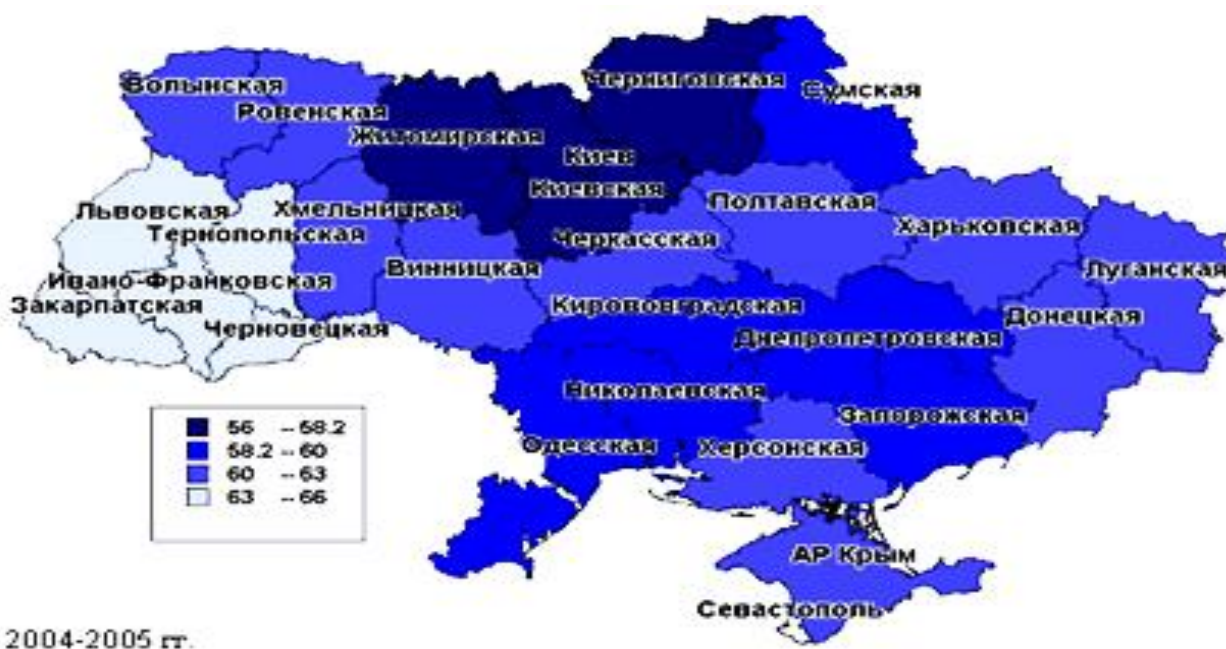 Черниговская
Волынская
Сумская
Ровенская
Житомирская
Киев
Киевская
Полтавская
Львовская
Хмельницкая
Харьковская
Тернопольская
Черкасская
Винницкая
Луганская
Ивано-Франковская
Закарпатская
Кировоградская
Донецкая
Черновецкая
Днепропетровская
Николаевская
Запорожская
Одесская
Херсонская
56 -- 58.2
58.2 -- 60
60 -- 63
63 -- 66
АР Крым
Севастополь
2004-2005 гг.